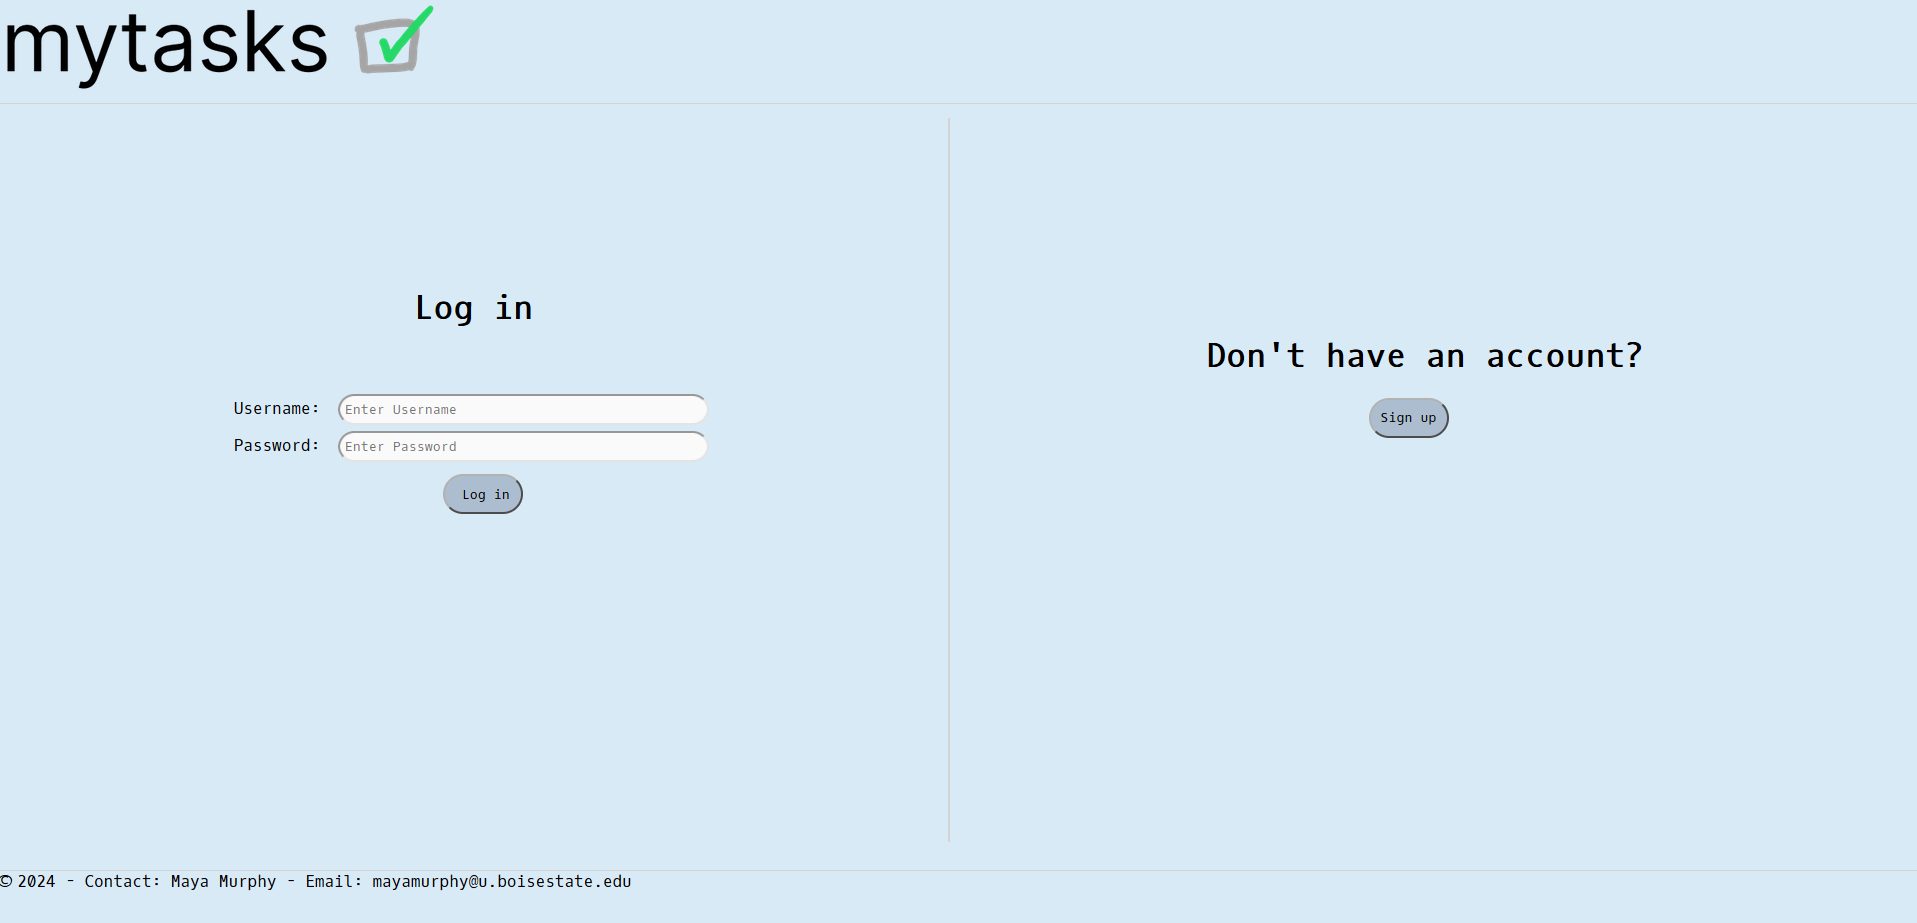 mytasks
Log in
Username: Enter Username
Password: Enter Password
Log in
Don't have an account?
Sign up
© 2024 - Contact: Maya Murphy - Email: mayamurphy@u.boisestate.edu